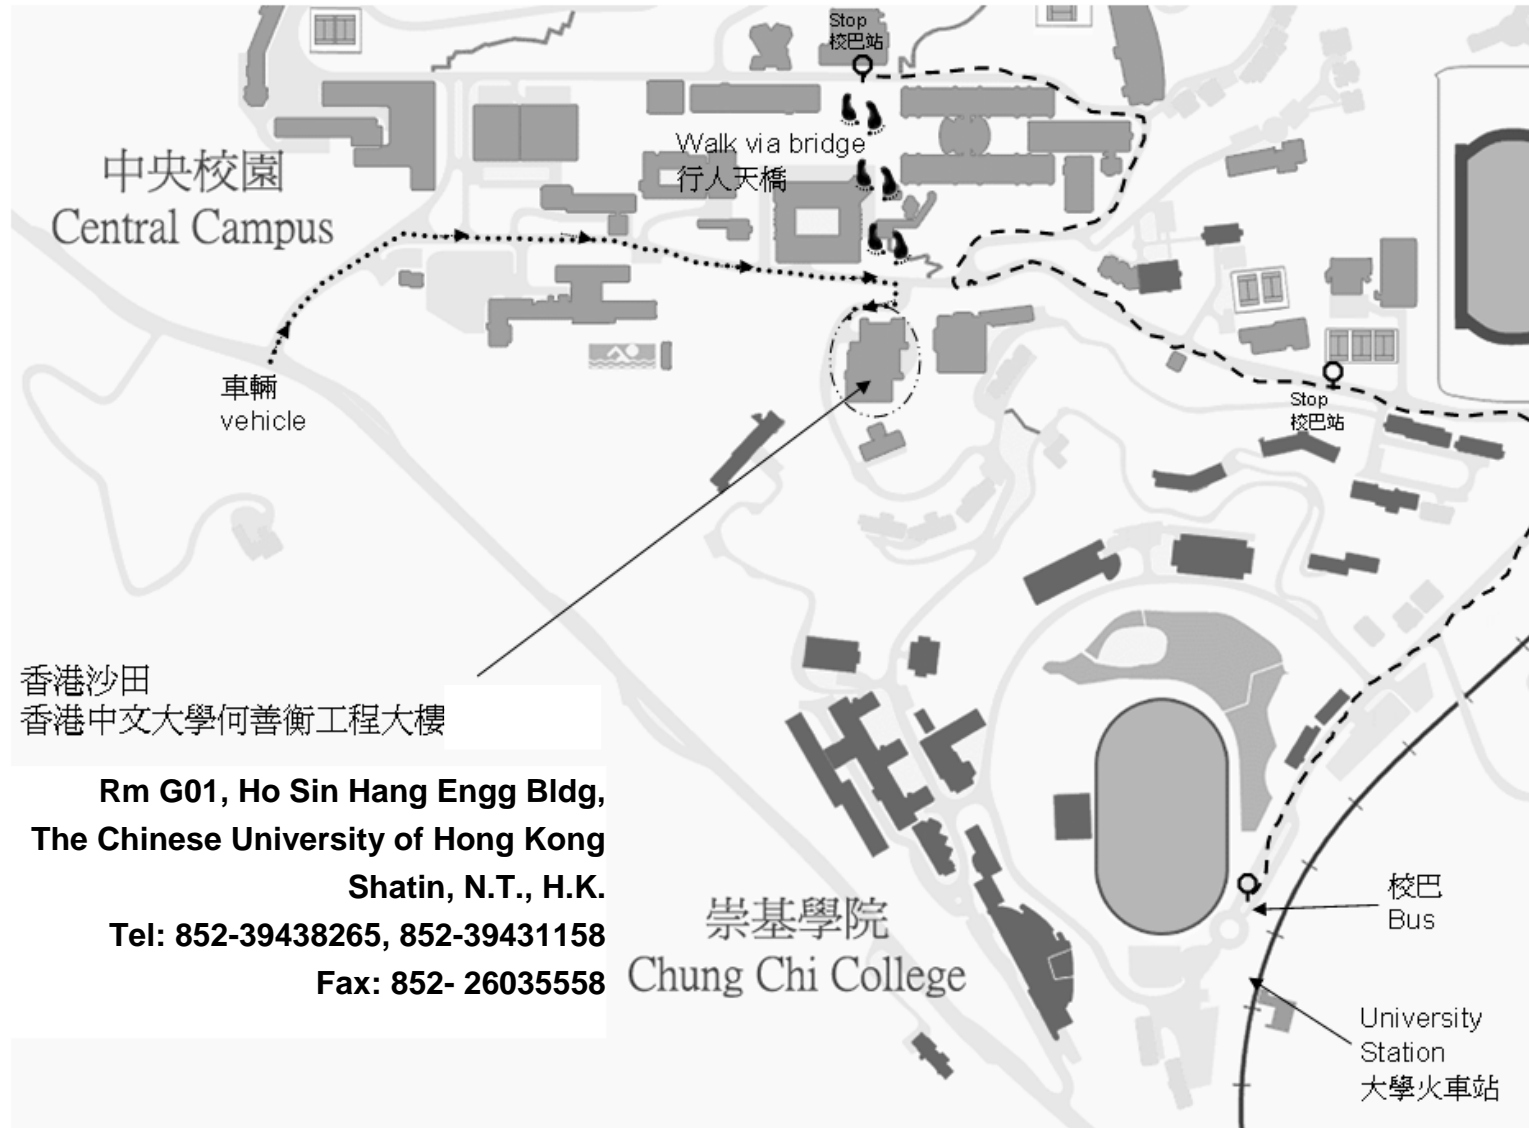 Stop
校巴站
Walk via bridge
行人天橋
中央校園
Central Campus
車輛
vehicle
Stop
校巴站
香港沙田
香港中文大學何善衡工程大樓
Rm G01, Ho Sin Hang Engg Bldg,
The Chinese University of Hong Kong
Shatin, N.T., H.K.
Tel: 852-39438265, 852-39431158
Fax: 852- 26035558
崇基學院
Chung Chi College
校巴
Bus
University
Station
大學火車站